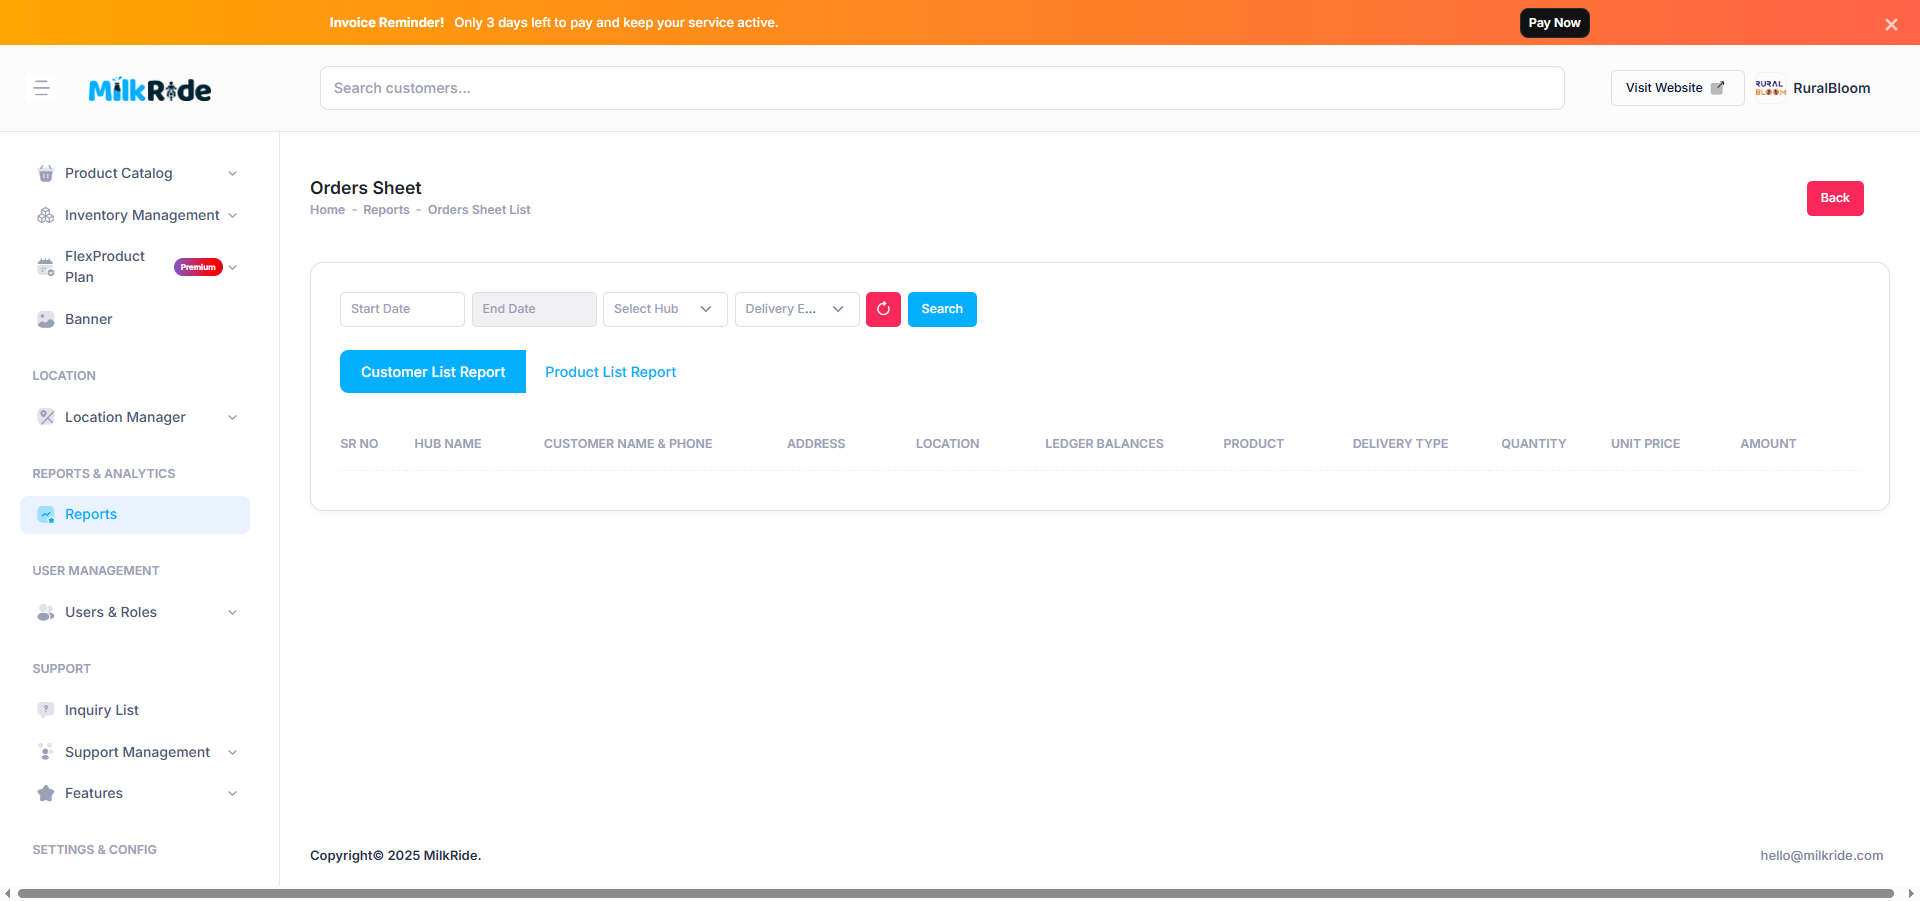 Invoice Reminder! Only 3 days left to pay and keep your service active.
Pay Now
MilkRide
Search customers...
Visit Website
RURAL
BLOOM
RuralBloom
Product Catalog
Inventory Management
FlexProduct
Plan
Premium
Banner
LOCATION
Location Manager
REPORTS & ANALYTICS
Reports
USER MANAGEMENT
Users & Roles
SUPPORT
Inquiry List
Support Management
Features
SETTINGS & CONFIG
Orders Sheet
Home - Reports - Orders Sheet List
Back
Start Date End Date Select Hub Delivery E... Search
Customer List Report Product List Report
SR NO HUB NAME CUSTOMER NAME & PHONE ADDRESS LOCATION LEDGER BALANCES PRODUCT DELIVERY TYPE QUANTITY UNIT PRICE AMOUNT
Copyright© 2025 MilkRide.
hello@milkride.com